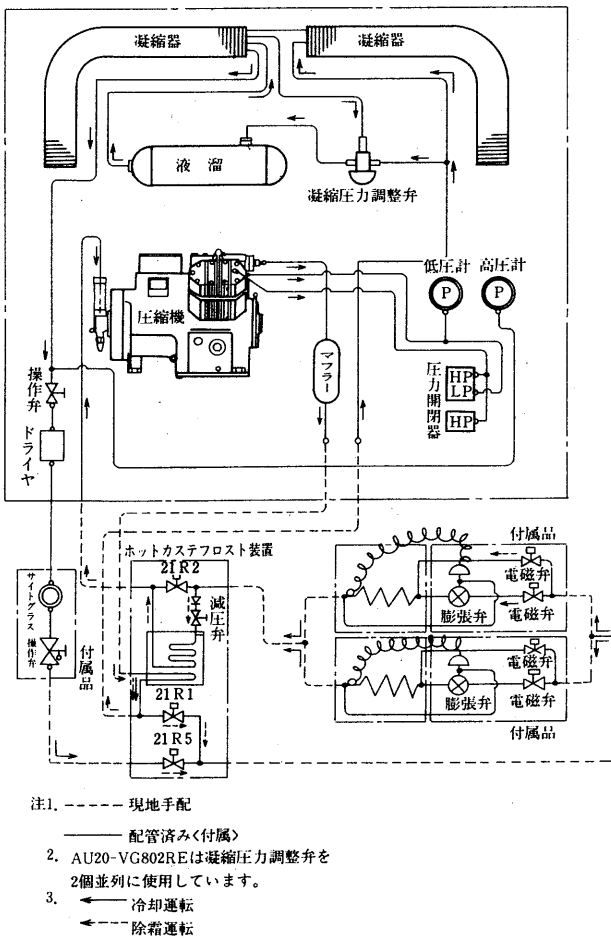 凝縮器
凝縮器
液溜
凝縮圧力調整弁
低圧計
高圧計
P
P
圧縮機
マフラー
圧力開閉器
HP
LP
HP
操作弁
ドライヤ
ホットガステフロスト装置
21R2
減圧弁
21R1
21R5
サイトグラス
操作弁
付属品
付属品
電磁弁
膨張弁
電磁弁
電磁弁
膨張弁
電磁弁
付属品
注1. ------ 現地手配
配管済み<付属>
2. AU20-VG802REは凝縮圧力調整弁を
2個並列に使用しています。
3. 冷却運転
除霜運転